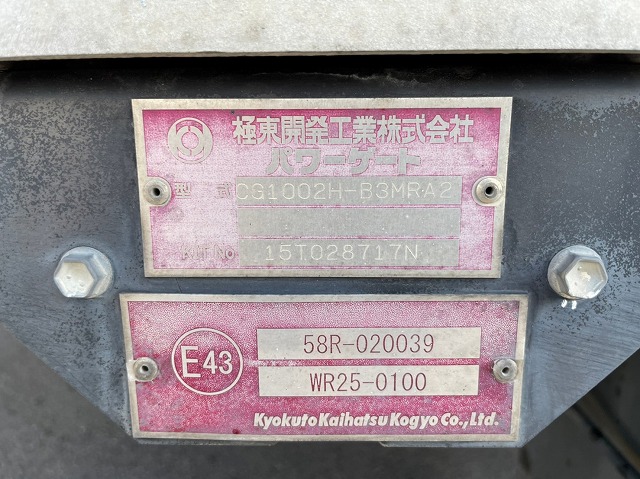 極東開発工業株式会社
パワーゲート
型 式 CG1002H-B3MRA2
KIT No 15T028717N
E43
58R-020039
WR25-0100
Kyokuto Kaihatsu Kogyo Co., Ltd.